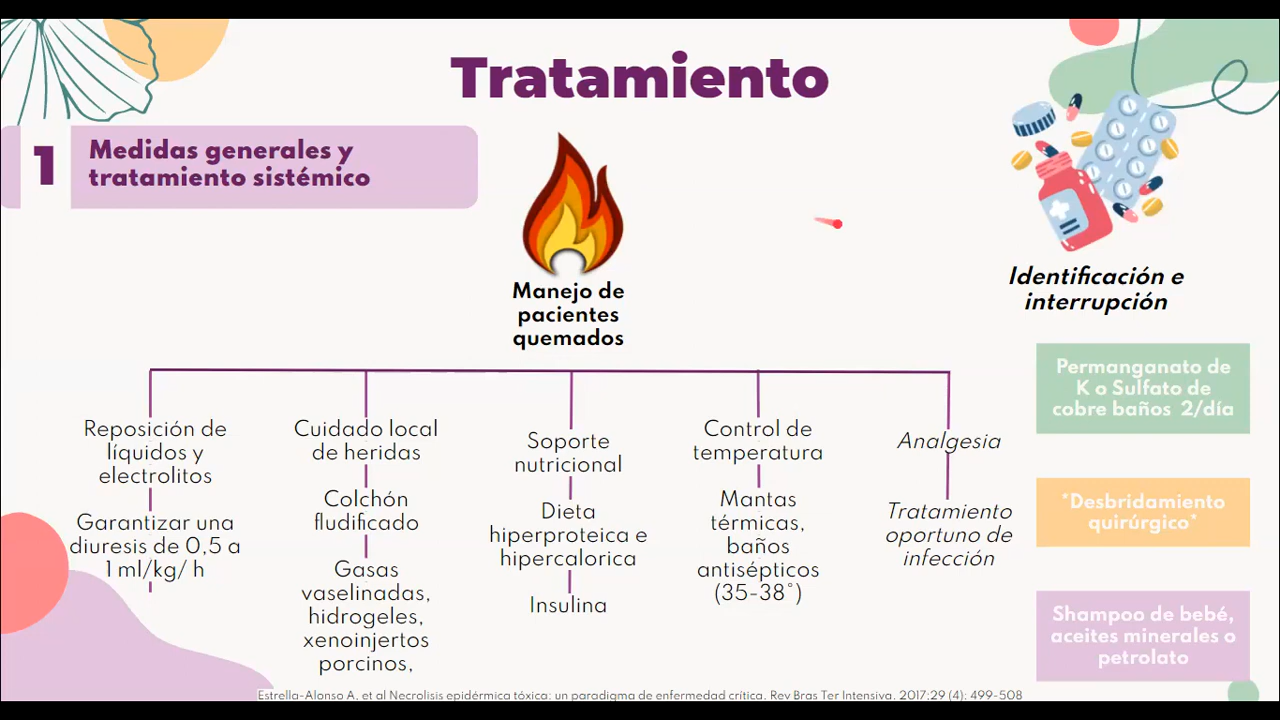 Tratamiento
1
Medidas generales y
tratamiento sistémico
Manejo de
pacientes
quemados
Identificación e
interrupción
Reposición de
líquidos y
electrolitos
Garantizar una
diuresis de 0,5 a
1 ml/kg/ h
Cuidado local
de heridas
Colchón
fludificado
Gasas
vaselinadas,
hidrogeles,
xenoinjertos
porcinos,
Soporte
nutricional
Dieta
hiperproteica e
hipercalorica
Insulina
Control de
temperatura
Mantas
térmicas,
baños
antisépticos
(35-38°)
Analgesia
Tratamiento
oportuno de
infección
Permanganato de
K o Sulfato de
cobre baños 2/día
*Desbridamiento
quirúrgico*
Shampoo de bebé,
aceites minerales o
petrolato
Estrella-Alonso A, et al Necrolisis epidérmica tóxica: un paradigma de enfermedad crítica. Rev Bras Ter Intensiva. 2017;29 (4): 499-508